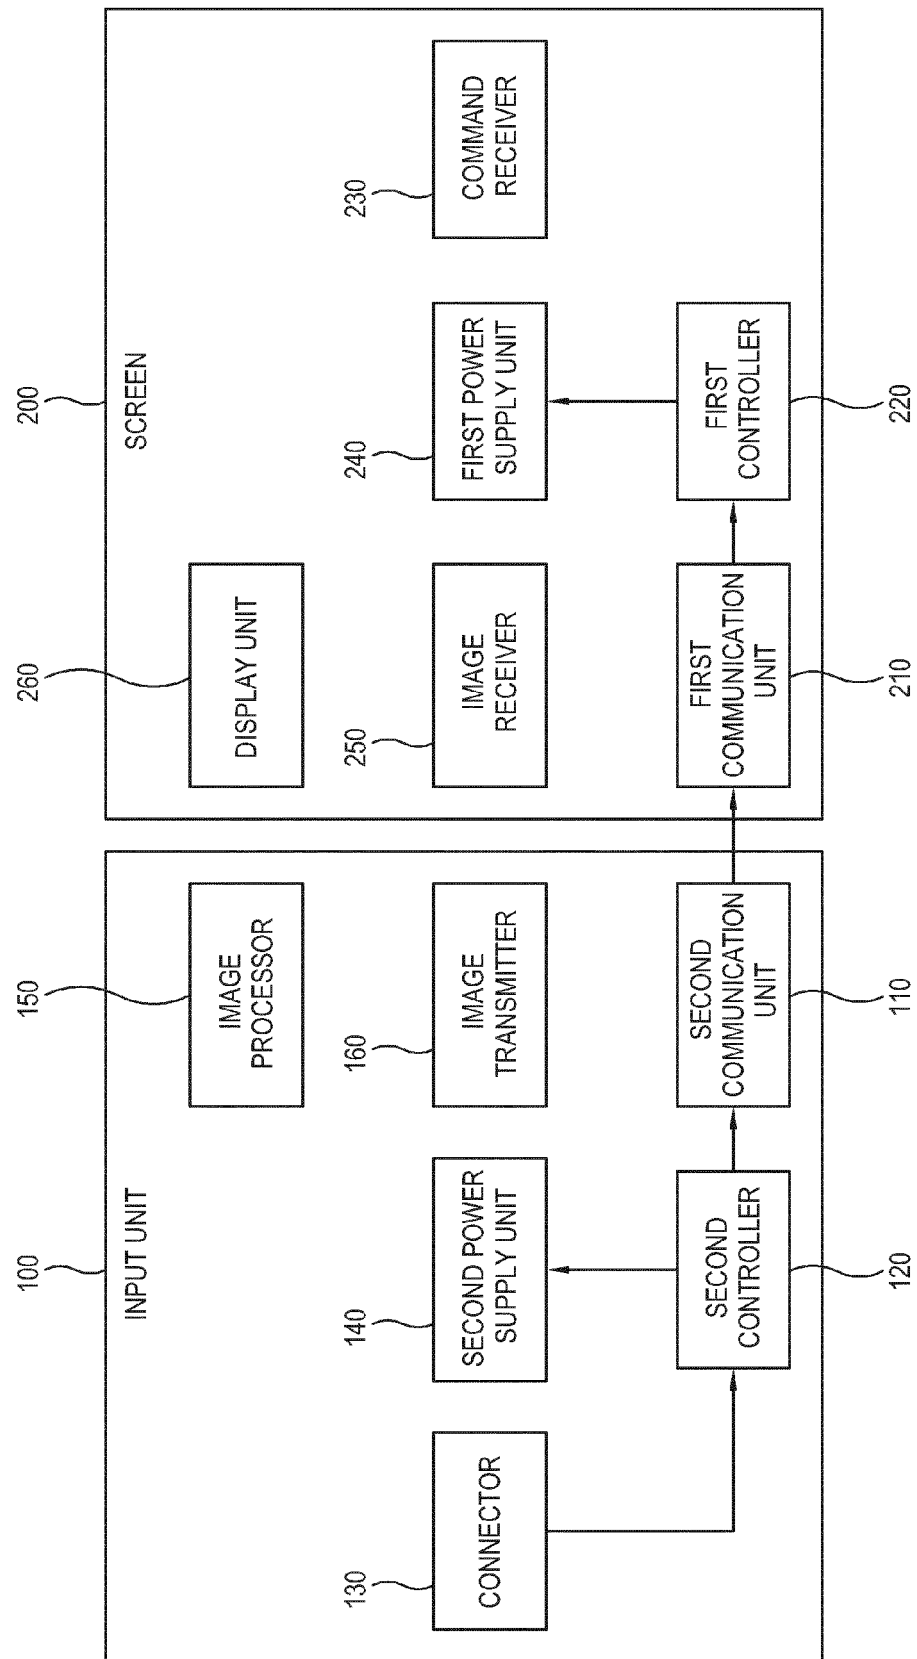 100
INPUT UNIT
150
IMAGE
PROCESSOR
130
CONNECTOR
140
SECOND POWER
SUPPLY UNIT
160
IMAGE
TRANSMITTER
SECOND
CONTROLLER
120
SECOND
COMMUNICATION
UNIT
110
200
SCREEN
260
DISPLAY UNIT
250
IMAGE
RECEIVER
240
FIRST POWER
SUPPLY UNIT
230
COMMAND
RECEIVER
FIRST
COMMUNICATION
UNIT
210
FIRST
CONTROLLER
220